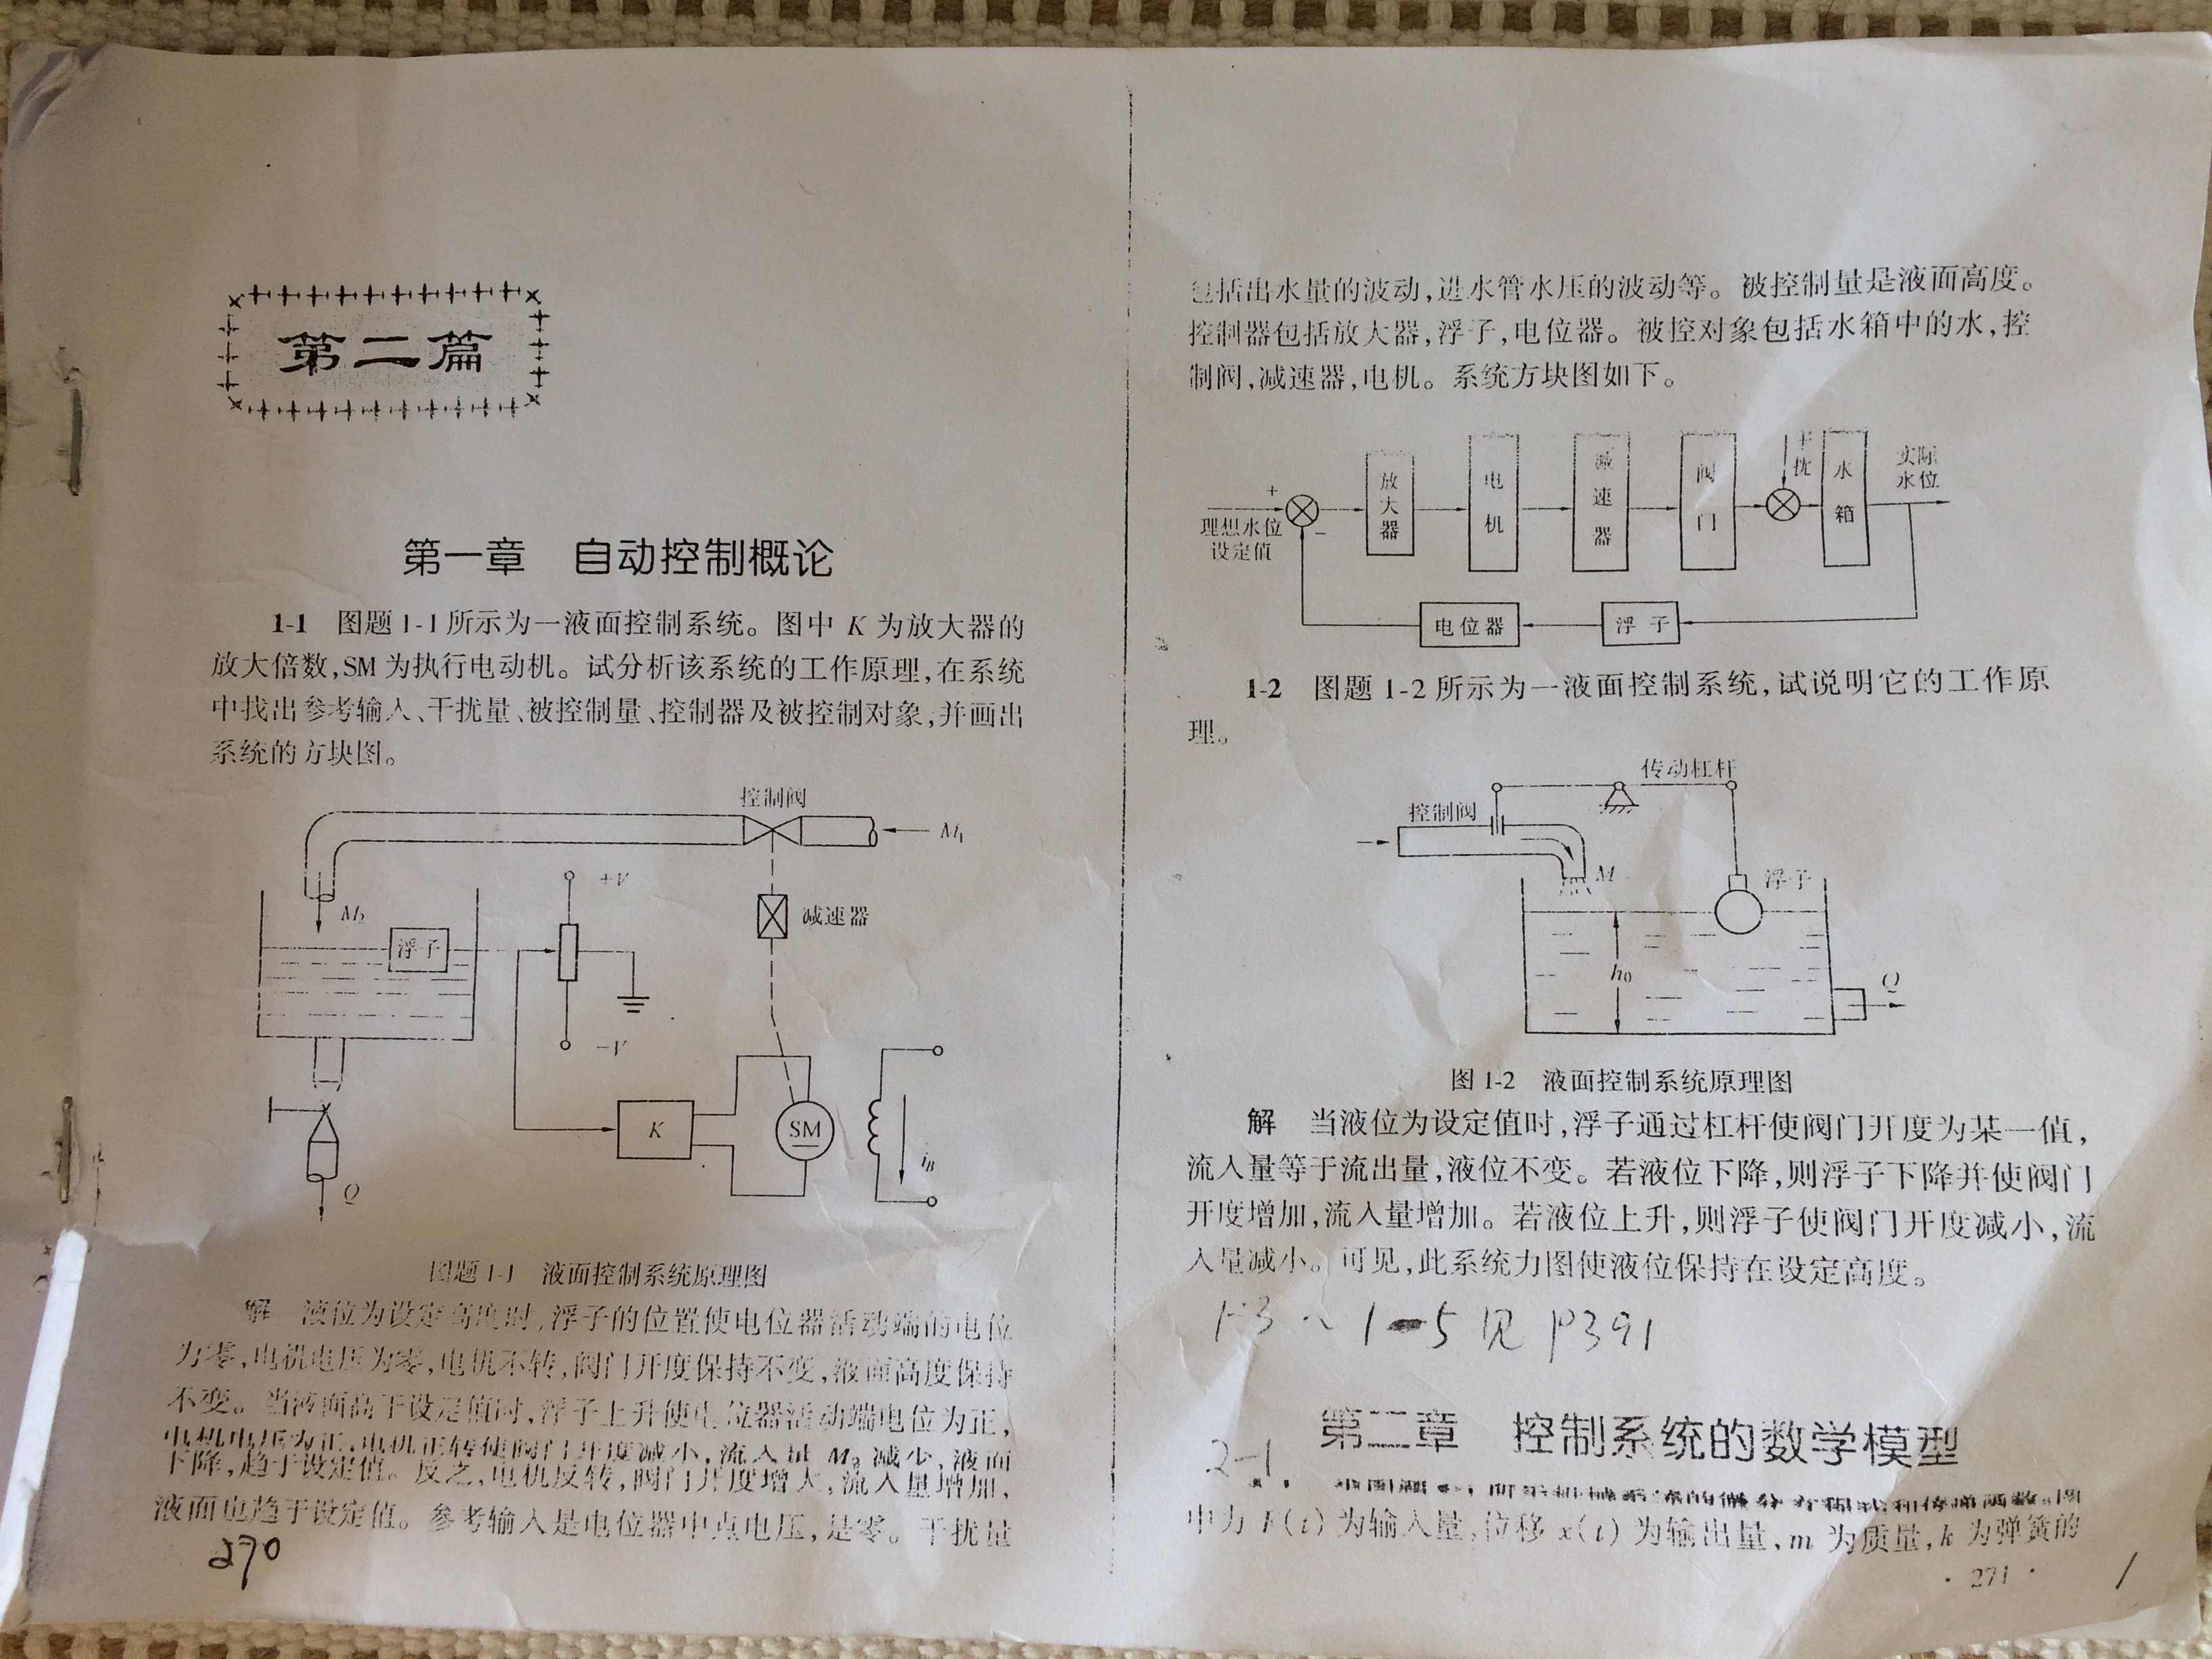 第二篇
第一章 自动控制概论
1-1 图题1-1所示为一液面控制系统。图中 K 为放大器的
放大倍数,SM 为执行电动机。试分析该系统的工作原理,在系统
中找出参考输入、干扰量、被控制量、控制器及被控制对象,并画出
系统的方块图。
控制阀
M₁
+V
减速器
M₂
浮子
−V
K
SM
i_B
Q
图题 1-1 液面控制系统原理图
解 液位为设定高度时,浮子的位置使电位器活动端的电位
为零,电机电压为零,电机不转,阀门开度保持不变,液面高度保持
不变。当液面高于设定值时,浮子上升使电位器活动端电位为正,
电机电压为正,电机正转使阀门开度减小,流入量 M₂ 减少,液面
下降,趋于设定值。反之,电机反转,阀门开度增大,流入量增加,
液面也趋于设定值。参考输入是电位器中点电压,是零。干扰量
270
包括出水量的波动,进水管水压的波动等。被控制量是液面高度。
控制器包括放大器,浮子,电位器。被控对象包括水箱中的水,控
制阀,减速器,电机。系统方块图如下。
+
理想水位
设定值
−
放大器
电机
减速器
阀门
干扰
水箱
实际
水位
电位器
浮子
1-2 图题 1-2 所示为一液面控制系统,试说明它的工作原
理。
传动杠杆
控制阀
M
浮子
h₀
Q
图 1-2 液面控制系统原理图
解 当液位为设定值时,浮子通过杠杆使阀门开度为某一值,
流入量等于流出量,液位不变。若液位下降,则浮子下降并使阀门
开度增加,流入量增加。若液位上升,则浮子使阀门开度减小,流
入量减小。可见,此系统力图使液位保持在设定高度。
1-3 ~ 1-5 见 P391
第二章 控制系统的数学模型
2-1.
中力 F(t) 为输入量,位移 x(t) 为输出量,m 为质量,k 为弹簧的
· 271 ·
1